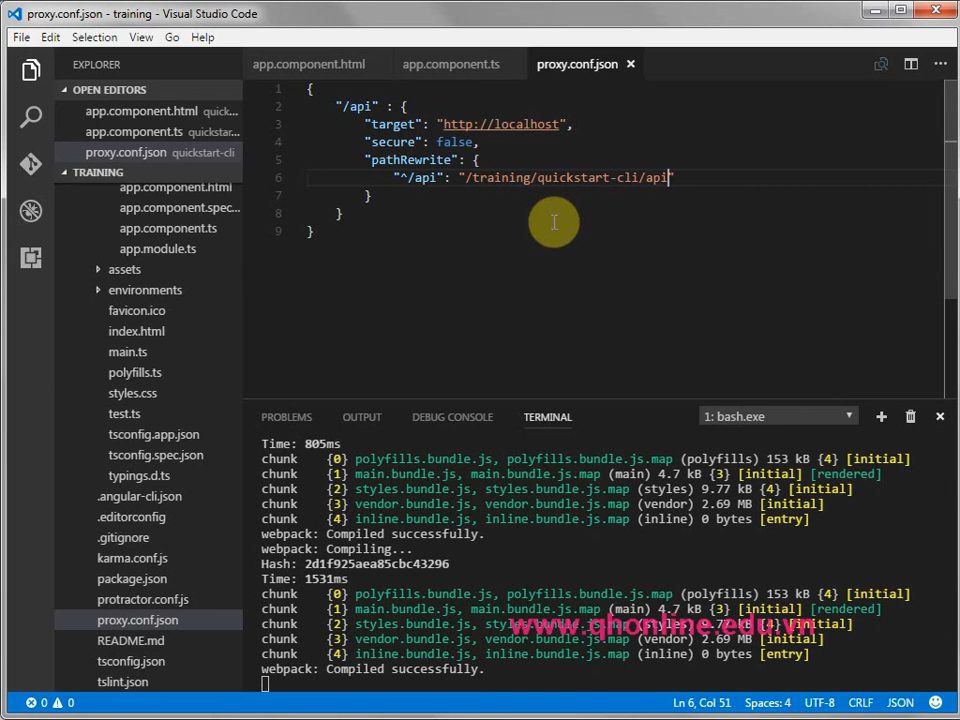 proxy.conf.json - training - Visual Studio Code
File Edit Selection View Go Help
EXPLORER
OPEN EDITORS
app.component.html quick...
app.component.ts quickstar...
proxy.conf.json quickstart-cli
TRAINING
app.component.html
app.component.spec...
app.component.ts
app.module.ts
assets
environments
favicon.ico
index.html
main.ts
polyfills.ts
styles.css
test.ts
tsconfig.app.json
tsconfig.spec.json
typings.d.ts
.angular-cli.json
.editorconfig
.gitignore
karma.conf.js
package.json
protractor.conf.js
proxy.conf.json
README.md
tsconfig.json
tslint.json
app.component.html app.component.ts proxy.conf.json
1 {
2 "/api" : {
3 "target": "http://localhost",
4 "secure": false,
5 "pathRewrite": {
6 "^/api": "/training/quickstart-cli/api"
7 }
8 }
9 }
PROBLEMS OUTPUT DEBUG CONSOLE TERMINAL 1: bash.exe
Time: 805ms
chunk {0} polyfills.bundle.js, polyfills.bundle.js.map (polyfills) 153 kB {4} [initial]
chunk {1} main.bundle.js, main.bundle.js.map (main) 4.7 kB {3} [initial] [rendered]
chunk {2} styles.bundle.js, styles.bundle.js.map (styles) 9.77 kB {4} [initial]
chunk {3} vendor.bundle.js, vendor.bundle.js.map (vendor) 2.69 MB [initial]
chunk {4} inline.bundle.js, inline.bundle.js.map (inline) 0 bytes [entry]
webpack: Compiled successfully.
webpack: Compiling...
Hash: 2d1f925aea85cbc43296
Time: 1531ms
chunk {0} polyfills.bundle.js, polyfills.bundle.js.map (polyfills) 153 kB {4} [initial]
chunk {1} main.bundle.js, main.bundle.js.map (main) 4.7 kB {3} [initial] [rendered]
chunk {2} styles.bundle.js, styles.bundle.js.map (styles) 9.77 kB {4} [initial]
chunk {3} vendor.bundle.js, vendor.bundle.js.map (vendor) 2.69 MB [initial]
chunk {4} inline.bundle.js, inline.bundle.js.map (inline) 0 bytes [entry]
webpack: Compiled successfully.
www.qhonline.edu.vn
0 0 Ln 6, Col 51 Spaces: 4 UTF-8 CRLF JSON